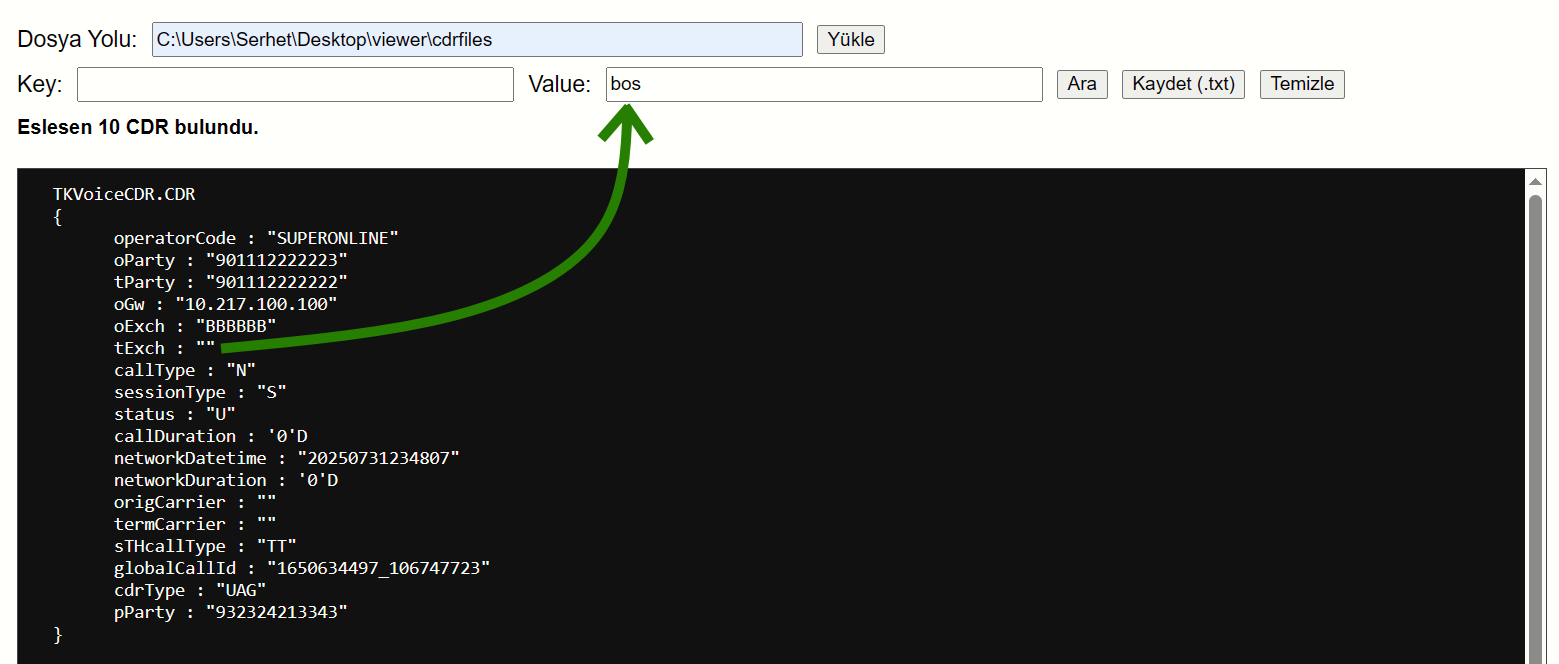 Dosya Yolu: C:\Users\Serhet\Desktop\viewer\cdrfiles Yükle
Key: Value: bos Ara Kaydet (.txt) Temizle
Eslesen 10 CDR bulundu.
TKVoiceCDR.CDR
{
operatorCode : "SUPERONLINE"
oParty : "901112222223"
tParty : "901112222222"
oGw : "10.217.100.100"
oExch : "BBBBBB"
tExch : ""
callType : "N"
sessionType : "S"
status : "U"
callDuration : '0'D
networkDatetime : "20250731234807"
networkDuration : '0'D
origCarrier : ""
termCarrier : ""
sTHcallType : "TT"
globalCallId : "1650634497_106747723"
cdrType : "UAG"
pParty : "932324213343"
}